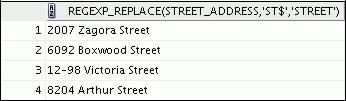 REGEXP_REPLACE(STREET_ADDRESS,'ST$','STREET')
1 2007 Zagora Street
2 6092 Boxwood Street
3 12-98 Victoria Street
4 8204 Arthur Street